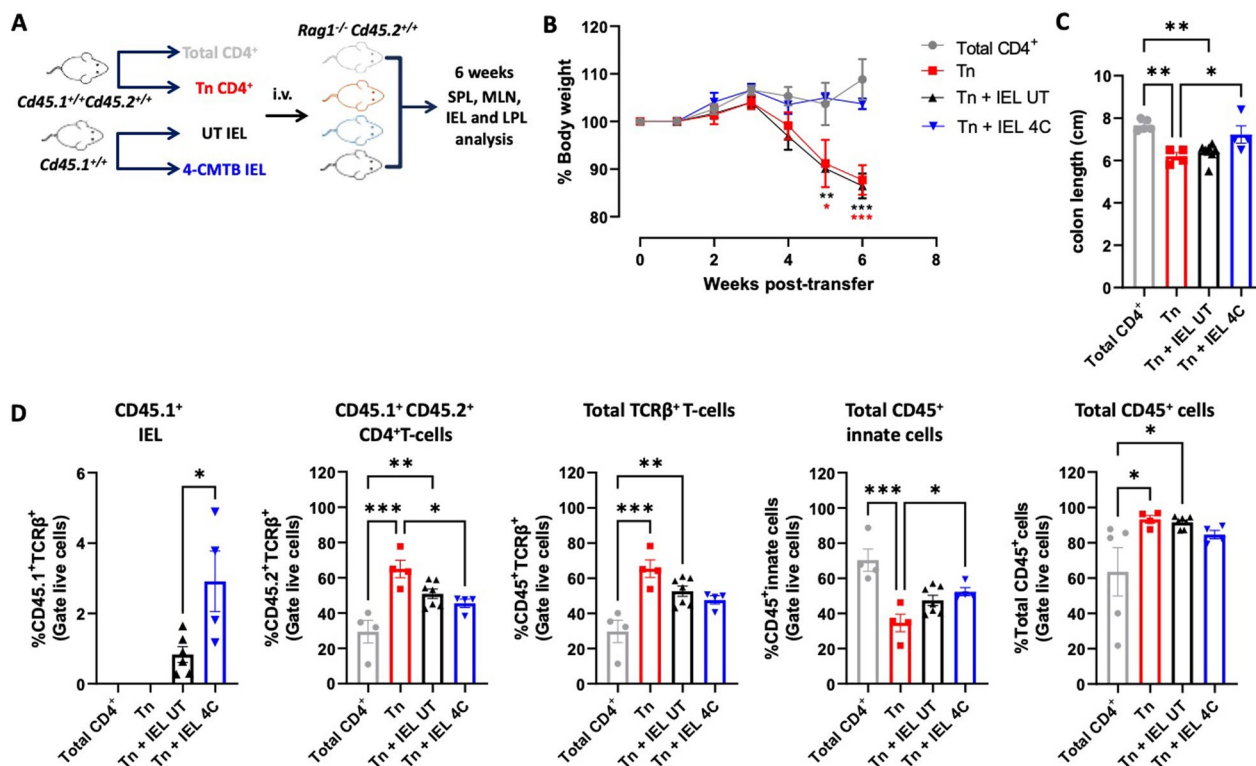 A
Total CD4⁺
Tn CD4⁺
Cd45.1⁺/⁺Cd45.2⁺/⁺
UT IEL
Cd45.1⁺/⁺
4-CMTB IEL
i.v.
Rag1⁻/⁻ Cd45.2⁺/⁺
6 weeks
SPL, MLN,
IEL and LPL
analysis
B
% Body weight
120
110
100
90
80
0 2 4 6 8
Weeks post-transfer
** ***
* ***
Total CD4⁺
Tn
Tn + IEL UT
Tn + IEL 4C
C
**
** *
colon length (cm)
10
8
6
4
2
0
Total CD4⁺
Tn
Tn + IEL UT
Tn + IEL 4C
D
CD45.1⁺
IEL
*
%CD45.1⁺TCRβ⁺
(Gate live cells)
6
4
2
0
Total CD4⁺
Tn
Tn + IEL UT
Tn + IEL 4C
CD45.1⁺ CD45.2⁺
CD4⁺T-cells
**
*** *
%CD45.2⁺TCRβ⁺
(Gate live cells)
120
100
80
60
40
20
0
Total CD4⁺
Tn
Tn + IEL UT
Tn + IEL 4C
Total TCRβ⁺ T-cells
**
***
%CD45⁺TCRβ⁺
(Gate live cells)
120
100
80
60
40
20
0
Total CD4⁺
Tn
Tn + IEL UT
Tn + IEL 4C
Total CD45⁺
innate cells
*** *
%CD45⁺innate cells
(Gate live cells)
120
100
80
60
40
20
0
Total CD4⁺
Tn
Tn + IEL UT
Tn + IEL 4C
Total CD45⁺ cells
*
*
%Total CD45⁺cells
(Gate live cells)
120
100
80
60
40
20
0
Total CD4⁺
Tn
Tn + IEL UT
Tn + IEL 4C